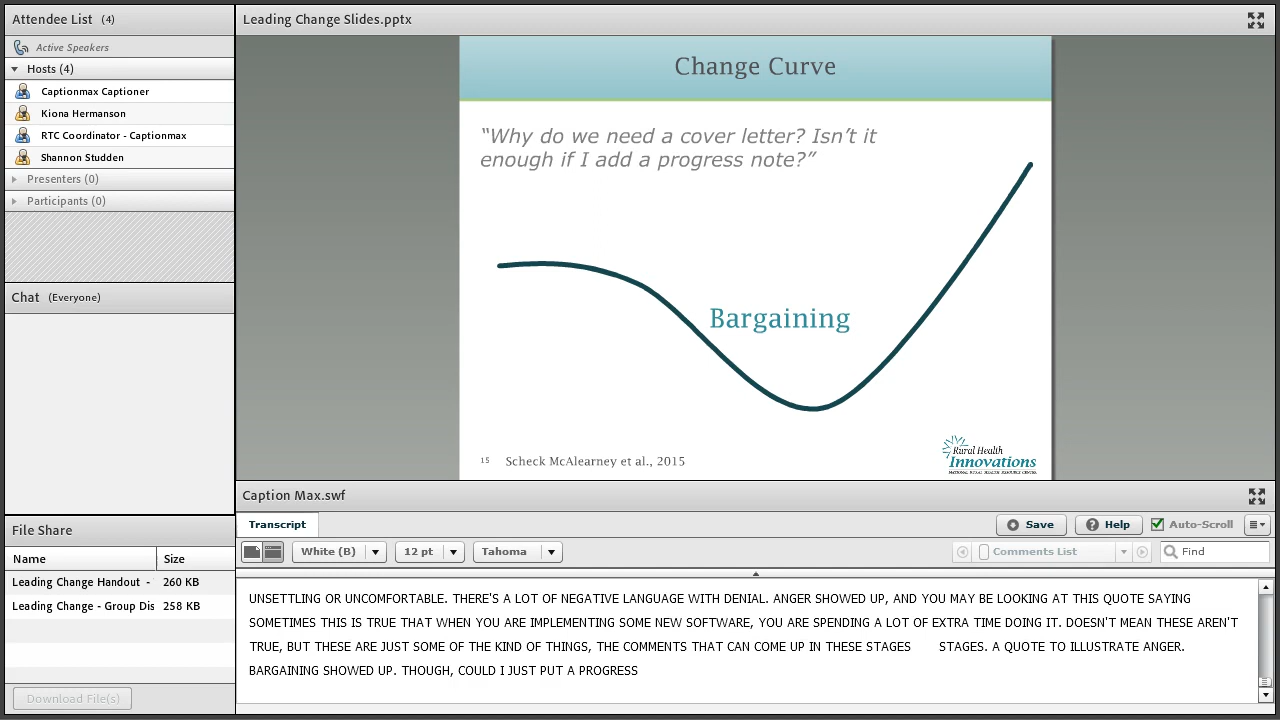 Attendee List (4)
Active Speakers
Hosts (4)
Captionmax Captioner
Kiona Hermanson
RTC Coordinator - Captionmax
Shannon Studden
Presenters (0)
Participants (0)
Chat (Everyone)
File Share
Name Size
Leading Change Handout - 260 KB
Leading Change - Group Dis 258 KB
Download File(s)
Leading Change Slides.pptx
Change Curve
“Why do we need a cover letter? Isn’t it
enough if I add a progress note?”
Bargaining
15 Scheck McAlearney et al., 2015
Rural Health
Innovations
NATIONAL RURAL HEALTH RESOURCE CENTER
Caption Max.swf
Transcript Save Help Auto-Scroll
White (B) 12 pt Tahoma Comments List Find
UNSETTLING OR UNCOMFORTABLE. THERE'S A LOT OF NEGATIVE LANGUAGE WITH DENIAL. ANGER SHOWED UP, AND YOU MAY BE LOOKING AT THIS QUOTE SAYING
SOMETIMES THIS IS TRUE THAT WHEN YOU ARE IMPLEMENTING SOME NEW SOFTWARE, YOU ARE SPENDING A LOT OF EXTRA TIME DOING IT. DOESN'T MEAN THESE AREN'T
TRUE, BUT THESE ARE JUST SOME OF THE KIND OF THINGS, THE COMMENTS THAT CAN COME UP IN THESE STAGES STAGES. A QUOTE TO ILLUSTRATE ANGER.
BARGAINING SHOWED UP. THOUGH, COULD I JUST PUT A PROGRESS